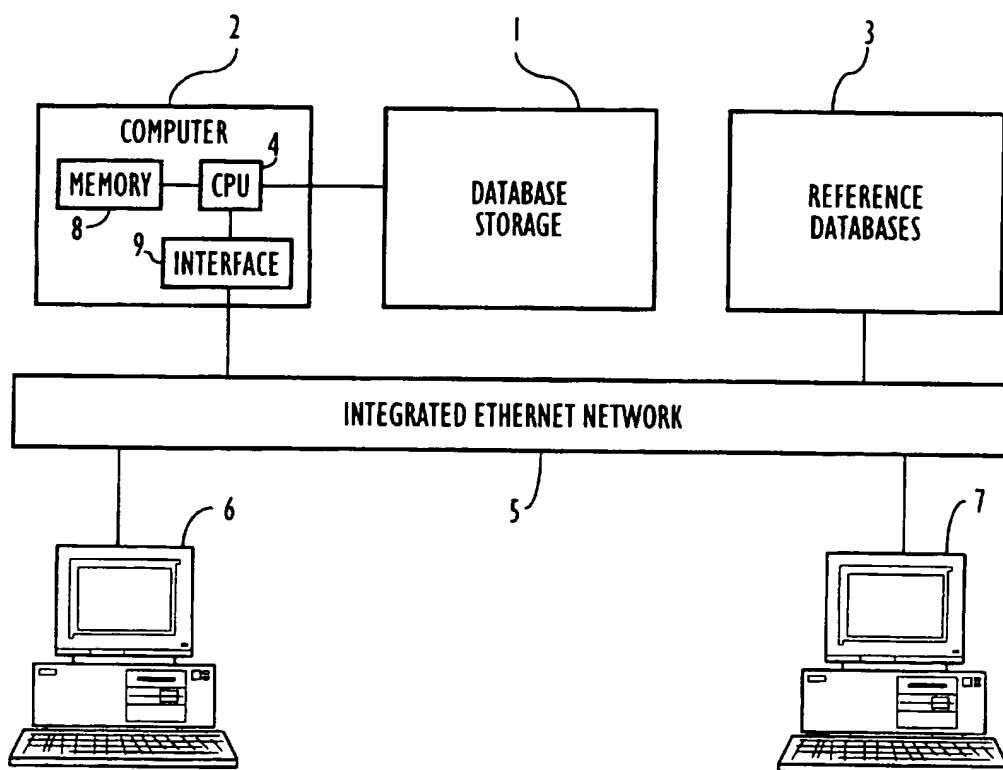 2
1
3
COMPUTER
4
MEMORY
CPU
8
9
INTERFACE
DATABASE
STORAGE
REFERENCE
DATABASES
INTEGRATED ETHERNET NETWORK
5
6
7